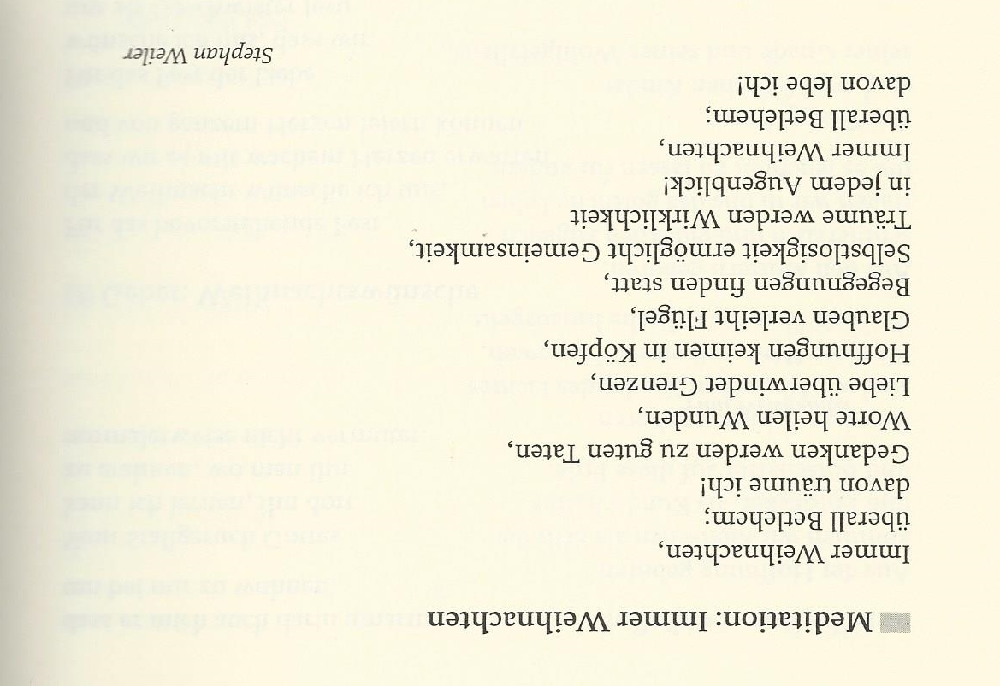 Meditation: Immer Weihnachten
Immer Weihnachten,
überall Betlehem;
davon träume ich!
Gedanken werden zu guten Taten,
Worte heilen Wunden,
Liebe überwindet Grenzen,
Hoffnungen keimen in Köpfen,
Glauben verleiht Flügel,
Begegnungen finden statt,
Selbstlosigkeit ermöglicht Gemeinsamkeit,
Träume werden Wirklichkeit
in jedem Augenblick!
Immer Weihnachten,
überall Betlehem;
davon lebe ich!
Stephan Weiler